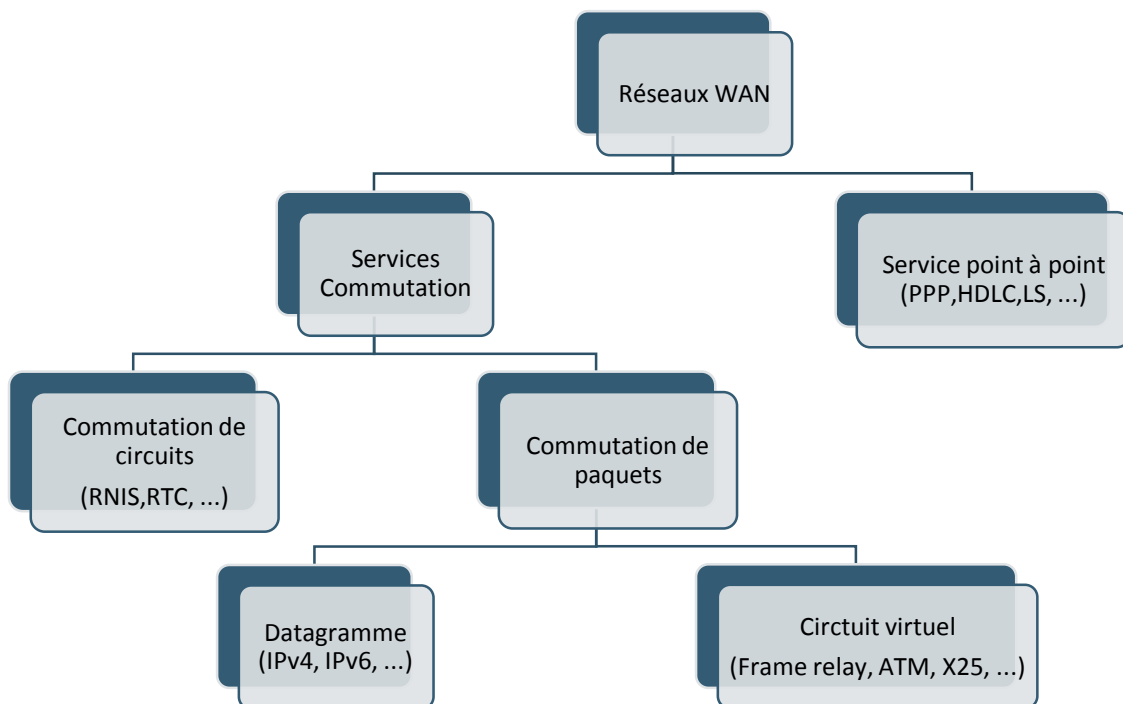 Réseaux WAN
Services
Commutation
Service point à point
(PPP,HDLC,LS, ...)
Commutation de
circuits
(RNIS,RTC, ...)
Commutation de
paquets
Datagramme
(IPv4, IPv6, ...)
Circtuit virtuel
(Frame relay, ATM, X25, ...)